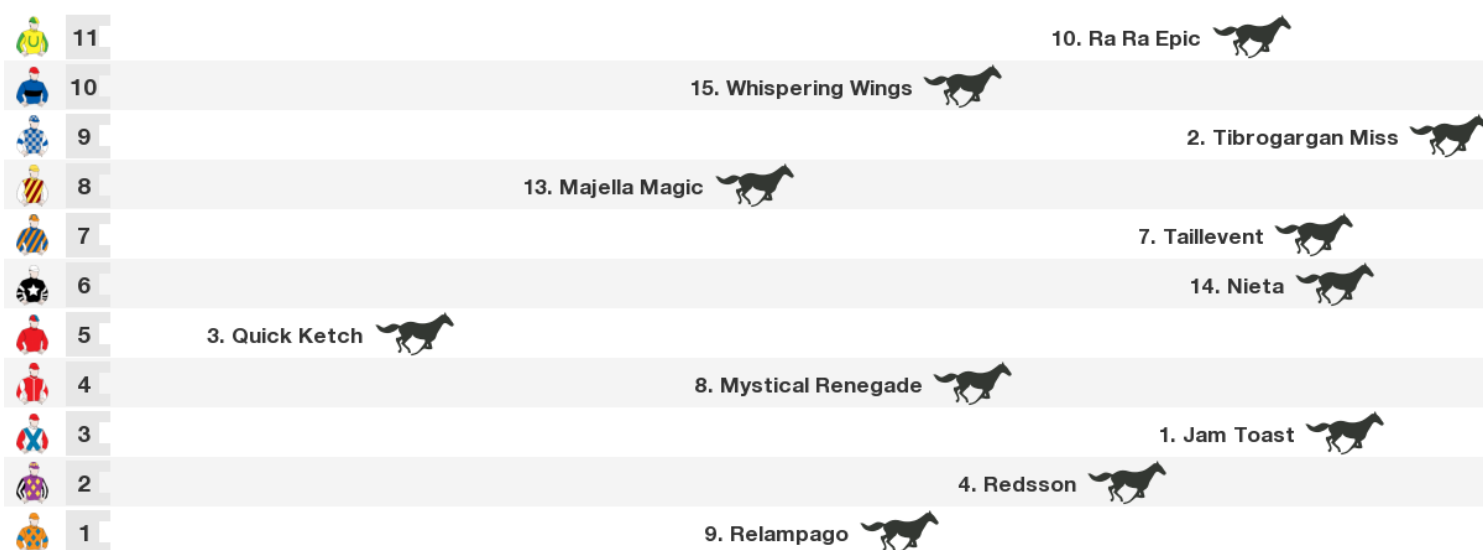 11 10. Ra Ra Epic
10 15. Whispering Wings
9 2. Tibrogargan Miss
8 13. Majella Magic
7 7. Taillevent
6 14. Nieta
5 3. Quick Ketch
4 8. Mystical Renegade
3 1. Jam Toast
2 4. Redsson
1 9. Relampago